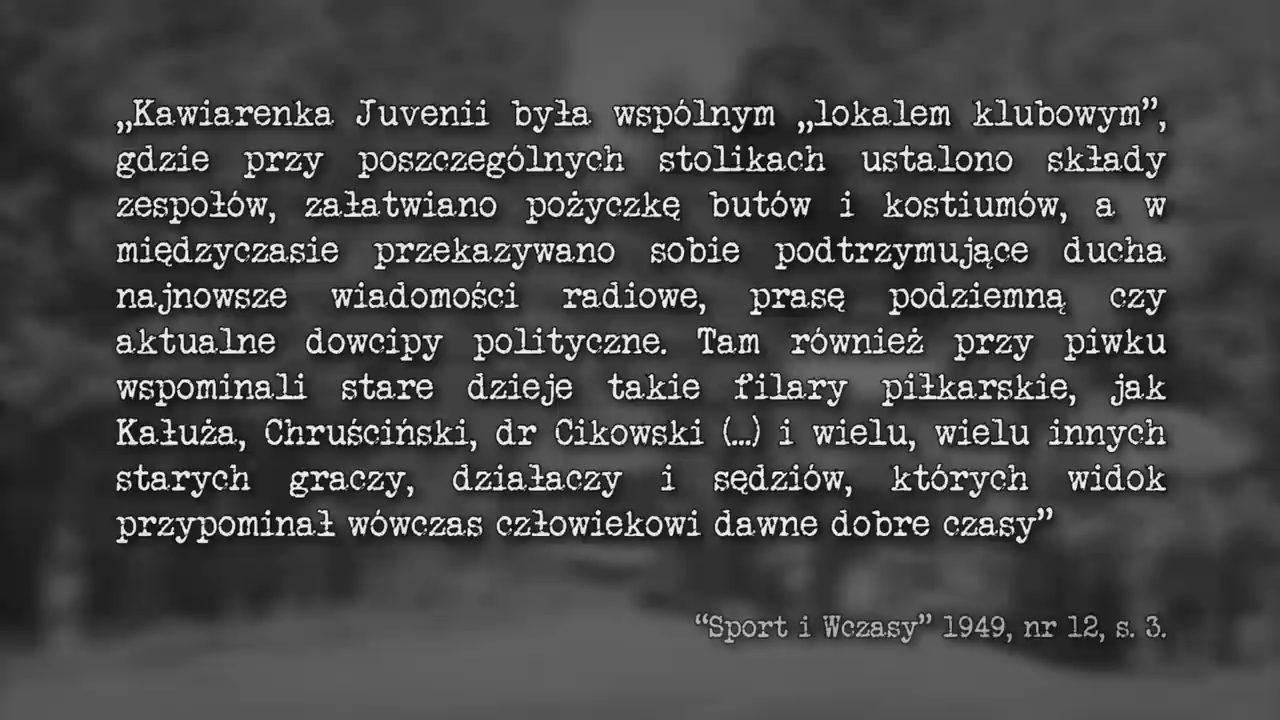 „Kawiarenka Juvenii była wspólnym „lokalem klubowym”,
gdzie przy poszczególnych stolikach ustalono składy
zespołów, załatwiano pożyczkę butów i kostiumów, a w
międzyczasie przekazywano sobie podtrzymujące ducha
najnowsze wiadomości radiowe, prasę podziemną czy
aktualne dowcipy polityczne. Tam również przy piwku
wspominali stare dzieje takie filary piłkarskie, jak
Kałuża, Chruściński, dr Cikowski (…) i wielu, wielu innych
starych graczy, działaczy i sędziów, których widok
przypominał wówczas człowiekowi dawne dobre czasy”
“Sport i Wczasy” 1949, nr 12, s. 3.